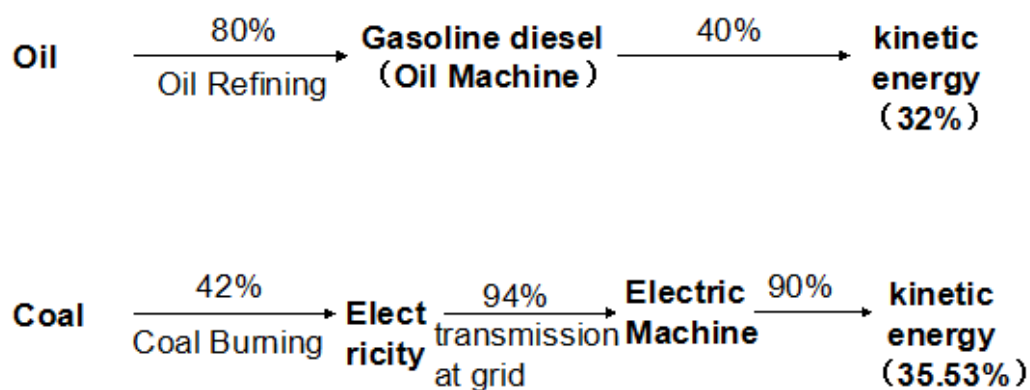 80%
Oil
Oil Refining
Gasoline diesel
（Oil Machine）
40%
kinetic
energy
（32%）
42%
Coal
Coal Burning
Elect
ricity
94%
transmission
at grid
Electric
Machine
90%
kinetic
energy
（35.53%）